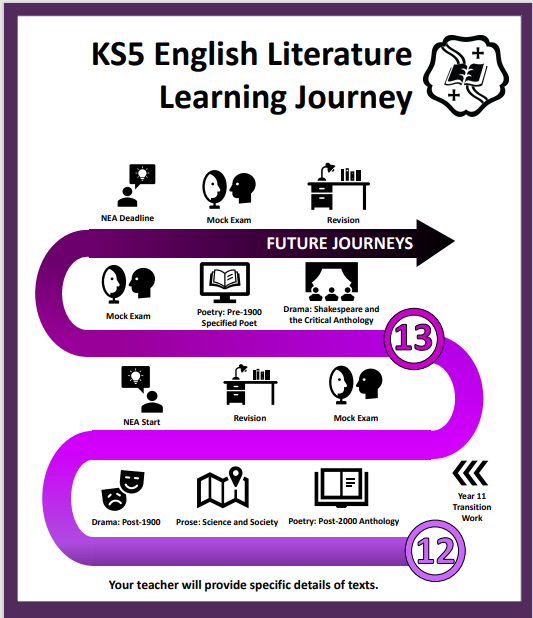 KS5 English Literature
Learning Journey
NEA Deadline
Mock Exam
Revision
FUTURE JOURNEYS
Mock Exam
Poetry: Pre-1900
Specified Poet
Drama: Shakespeare and
the Critical Anthology
13
NEA Start
Revision
Mock Exam
Drama: Post-1900
Prose: Science and Society
Poetry: Post-2000 Anthology
Year 11
Transition
Work
12
Your teacher will provide specific details of texts.